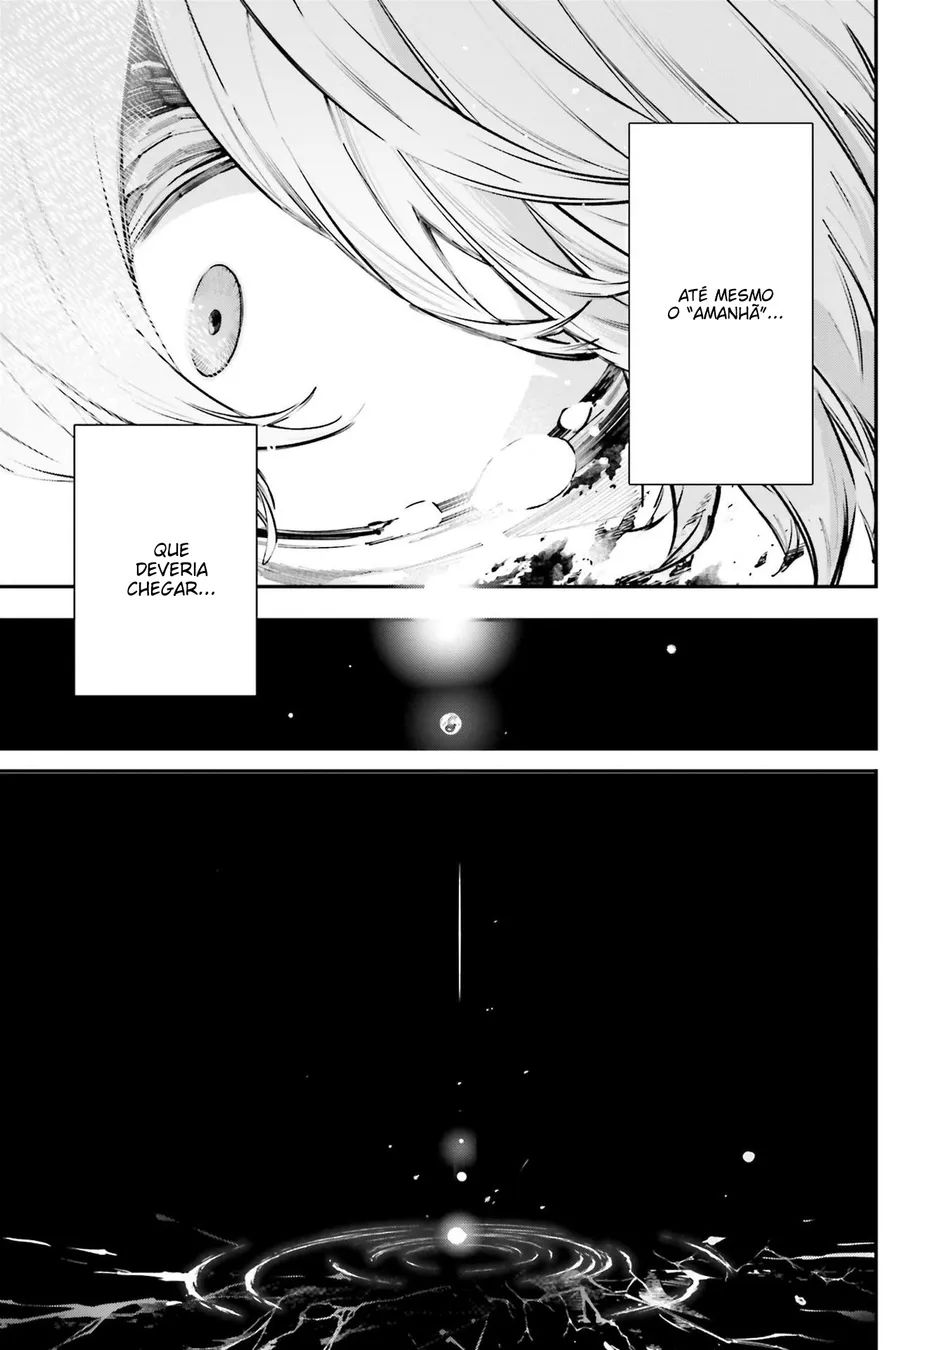 ATÉ MESMO
O "AMANHÃ"...
QUE
DEVERIA
CHEGAR...